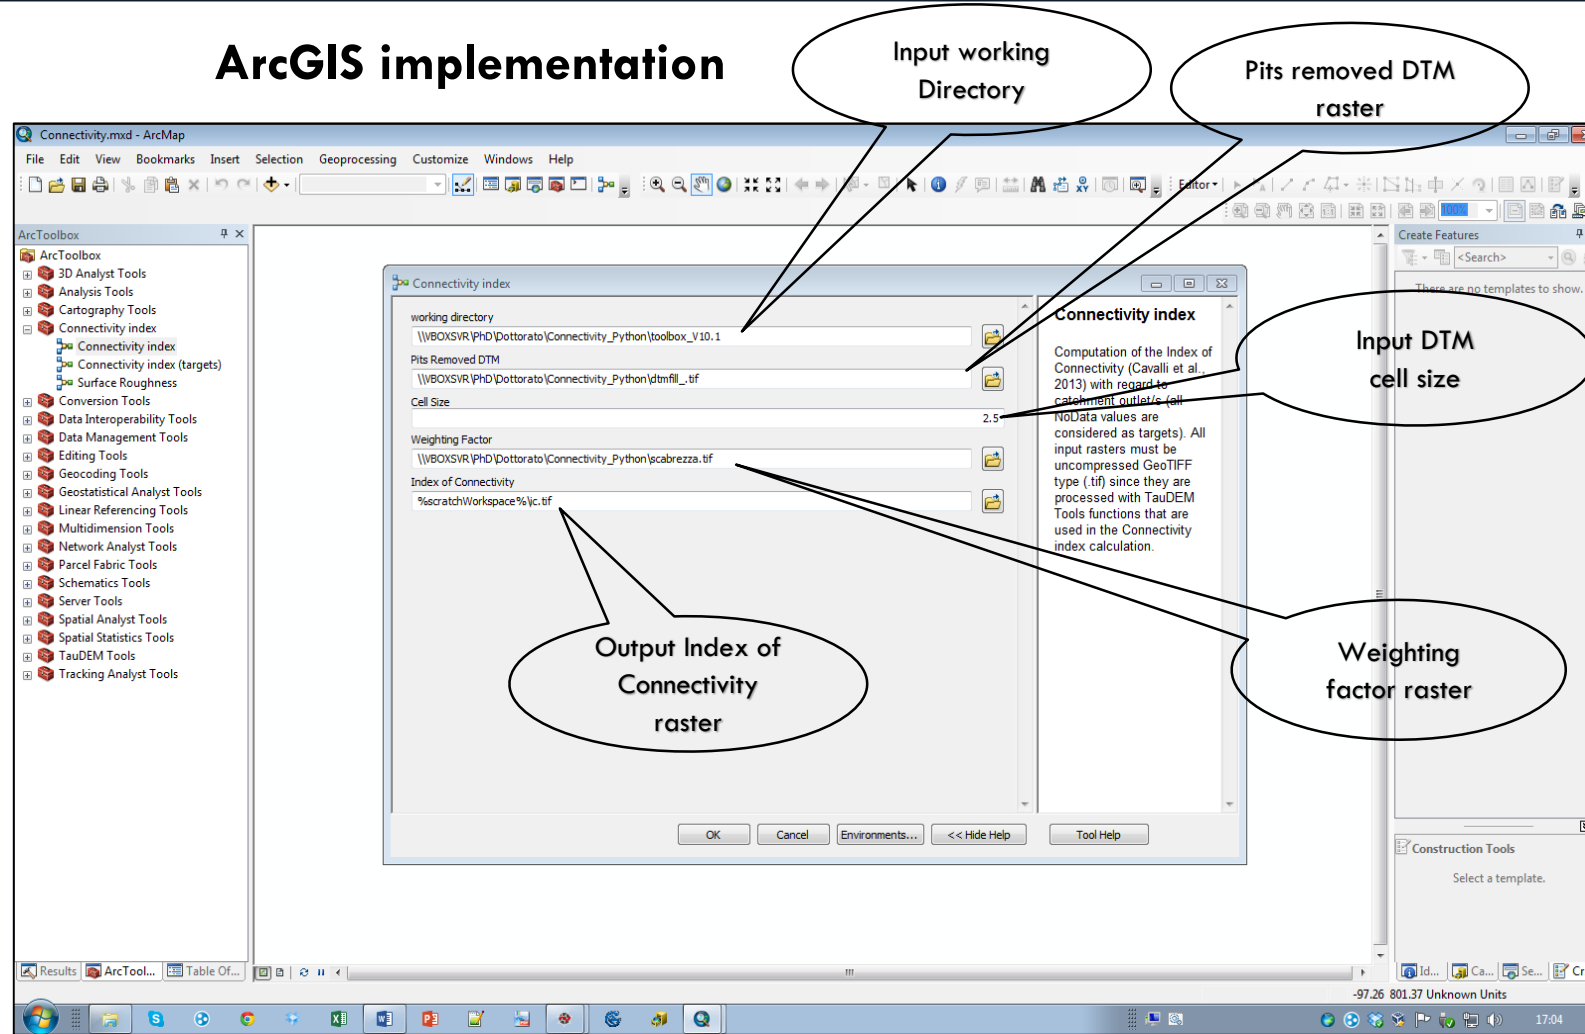 ArcGIS implementation
Input working
Directory
Pits removed DTM
raster
Connectivity.mxd - ArcMap
File Edit View Bookmarks Insert Selection Geoprocessing Customize Windows Help
Editor
100%
ArcToolbox
ArcToolbox
3D Analyst Tools
Analysis Tools
Cartography Tools
Connectivity index
Connectivity index
Connectivity index (targets)
Surface Roughness
Conversion Tools
Data Interoperability Tools
Data Management Tools
Editing Tools
Geocoding Tools
Geostatistical Analyst Tools
Linear Referencing Tools
Multidimension Tools
Network Analyst Tools
Parcel Fabric Tools
Schematics Tools
Server Tools
Spatial Analyst Tools
Spatial Statistics Tools
TauDEM Tools
Tracking Analyst Tools
Connectivity index
working directory
\\VBOXSVR\PhD\Dottorato\Connectivity_Python\toolbox_V10.1
Pits Removed DTM
\\VBOXSVR\PhD\Dottorato\Connectivity_Python\dtmfill_.tif
Cell Size
2.5
Weighting Factor
\\VBOXSVR\PhD\Dottorato\Connectivity_Python\scabrezza.tif
Index of Connectivity
%scratchWorkspace%\ic.tif
Connectivity index
Computation of the Index of
Connectivity (Cavalli et al.,
2013) with regard to
catchment outlet/s (all
NoData values are
considered as targets). All
input rasters must be
uncompressed GeoTIFF
type (.tif) since they are
processed with TauDEM
Tools functions that are
used in the Connectivity
index calculation.
OK Cancel Environments... << Hide Help Tool Help
Create Features
<Search>
There are no templates to show.
Input DTM
cell size
Output Index of
Connectivity
raster
Weighting
factor raster
Construction Tools
Select a template.
Results ArcTool... Table Of...
Id... Ca... Se... Cr
-97.26 801.37 Unknown Units
17:04